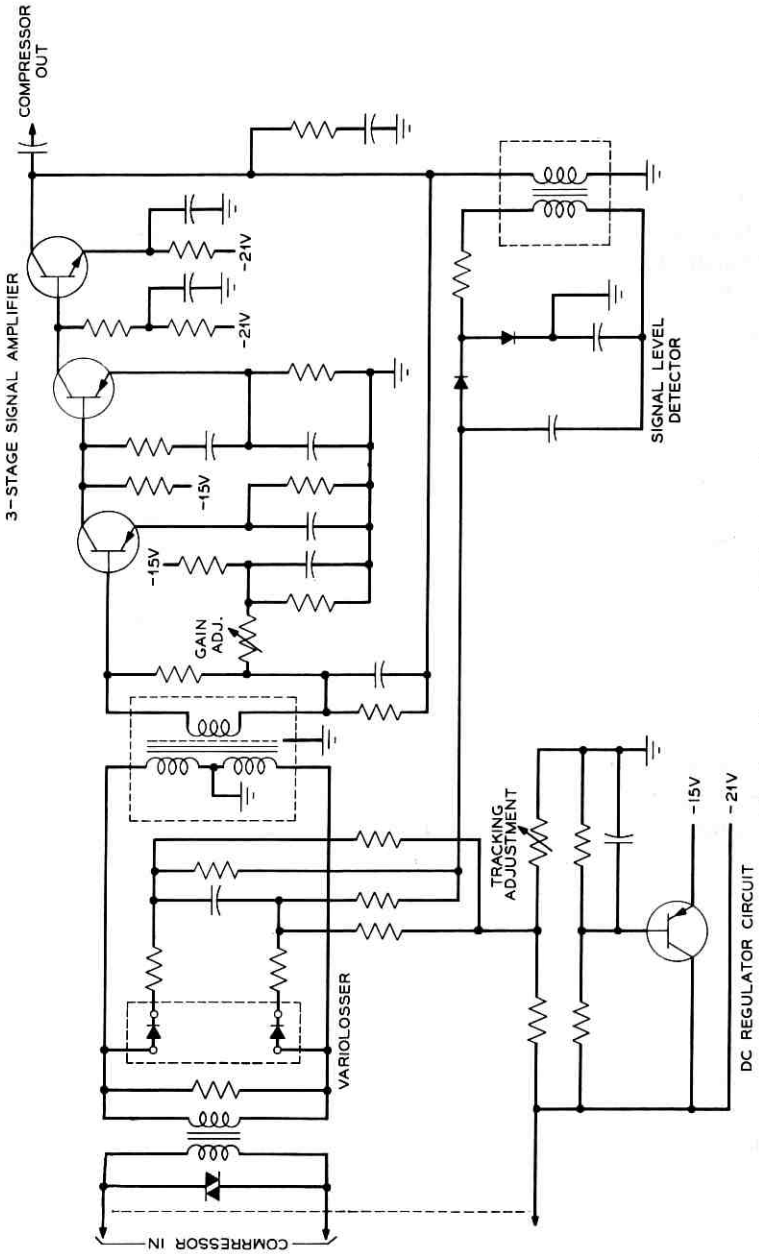 3-STAGE SIGNAL AMPLIFIER
COMPRESSOR
OUT
-21V
-21V
-15V
-15V
GAIN
ADJ.
SIGNAL LEVEL
DETECTOR
COMPRRESSOR IN
VARIOLOSSER
TRACKING
ADJUSTMENT
-15V
-21V
DC REGULATOR CIRCUIT